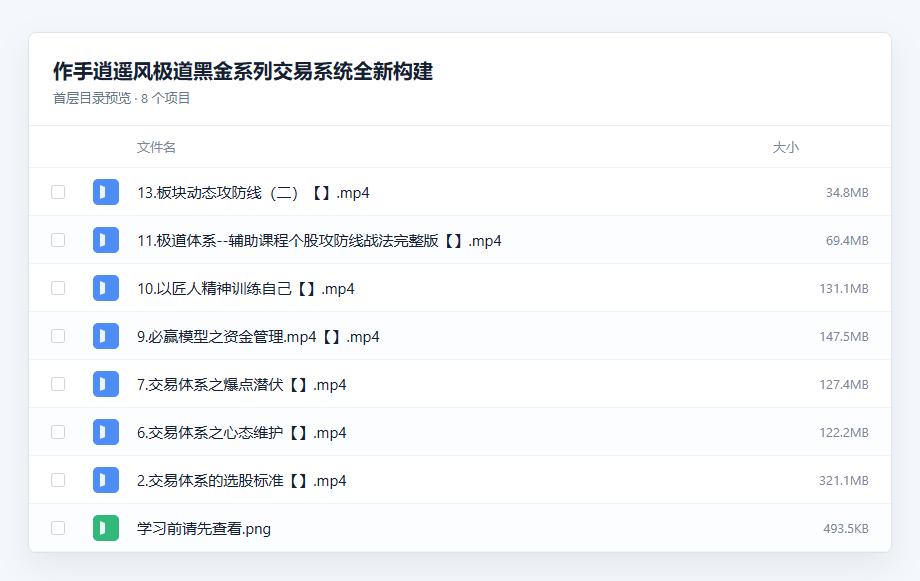 作手逍遥风极道黑金系列交易系统全新构建
首层目录预览 · 8 个项目
文件名 大小
13.板块动态攻防线（二）【】.mp4 34.8MB
11.极道体系--辅助课程个股攻防线战法完整版【】.mp4 69.4MB
10.以匠人精神训练自己【】.mp4 131.1MB
9.必赢模型之资金管理.mp4【】.mp4 147.5MB
7.交易体系之爆点潜伏【】.mp4 127.4MB
6.交易体系之心态维护【】.mp4 122.2MB
2.交易体系的选股标准【】.mp4 321.1MB
学习前请先查看.png 493.5KB